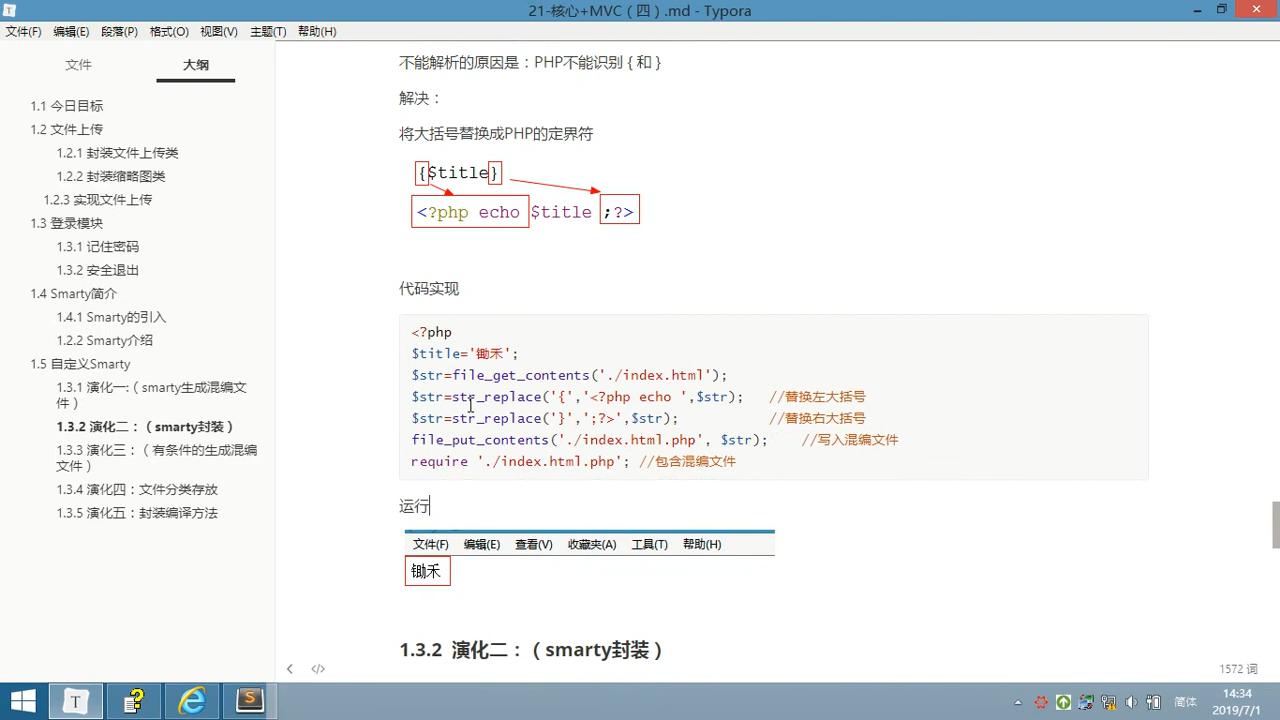 21-核心+MVC（四）.md - Typora
文件(F) 编辑(E) 段落(P) 格式(O) 视图(V) 主题(T) 帮助(H)
文件 大纲
1.1 今日目标
1.2 文件上传
1.2.1 封装文件上传类
1.2.2 封装缩略图类
1.2.3 实现文件上传
1.3 登录模块
1.3.1 记住密码
1.3.2 安全退出
1.4 Smarty简介
1.4.1 Smarty的引入
1.2.2 Smarty介绍
1.5 自定义Smarty
1.3.1 演化一:（smarty生成混编文
件）
1.3.2 演化二：（smarty封装）
1.3.3 演化三：（有条件的生成混编
文件）
1.3.4 演化四：文件分类存放
1.3.5 演化五：封装编译方法
不能解析的原因是：PHP不能识别 { 和 }
解决：
将大括号替换成PHP的定界符
{$title}
<?php echo $title ;?>
代码实现
<?php
$title='锄禾';
$str=file_get_contents('./index.html');
$str=str_replace('{','<?php echo ',$str); //替换左大括号
$str=str_replace('}',';?>',$str); //替换右大括号
file_put_contents('./index.html.php', $str); //写入混编文件
require './index.html.php'; //包含混编文件
运行
文件(F) 编辑(E) 查看(V) 收藏夹(A) 工具(T) 帮助(H)
锄禾
1.3.2 演化二：（smarty封装）
1572 词
简体
14:34
2019/7/1